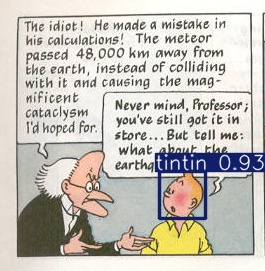 The idiot! He made a mistake in
his calculations! The meteor
passed 48,000 km away from
the earth, instead of colliding
with it and causing the mag-
nificent
cataclysm
I'd hoped for.
Never mind, Professor;
you've still got it in
store... But tell me:
what about the
tintin 0.93